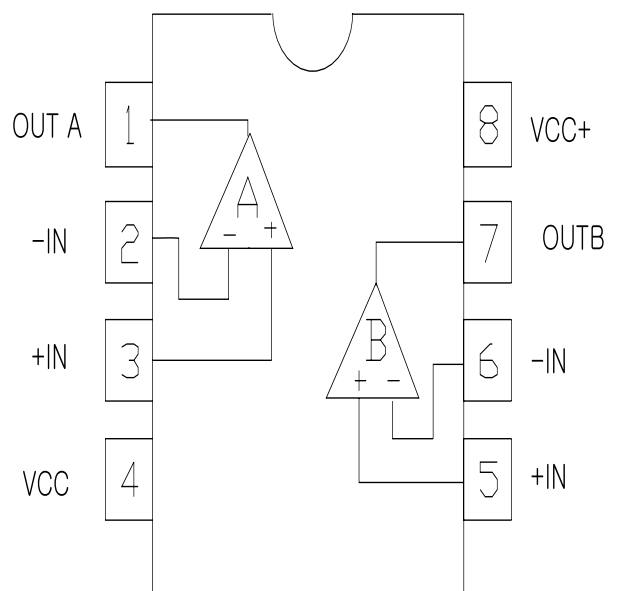 OUT A 1
8 VCC+
A
-IN 2
- +
7 OUTB
+IN 3
B
6 -IN
+ -
VCC 4
5 +IN